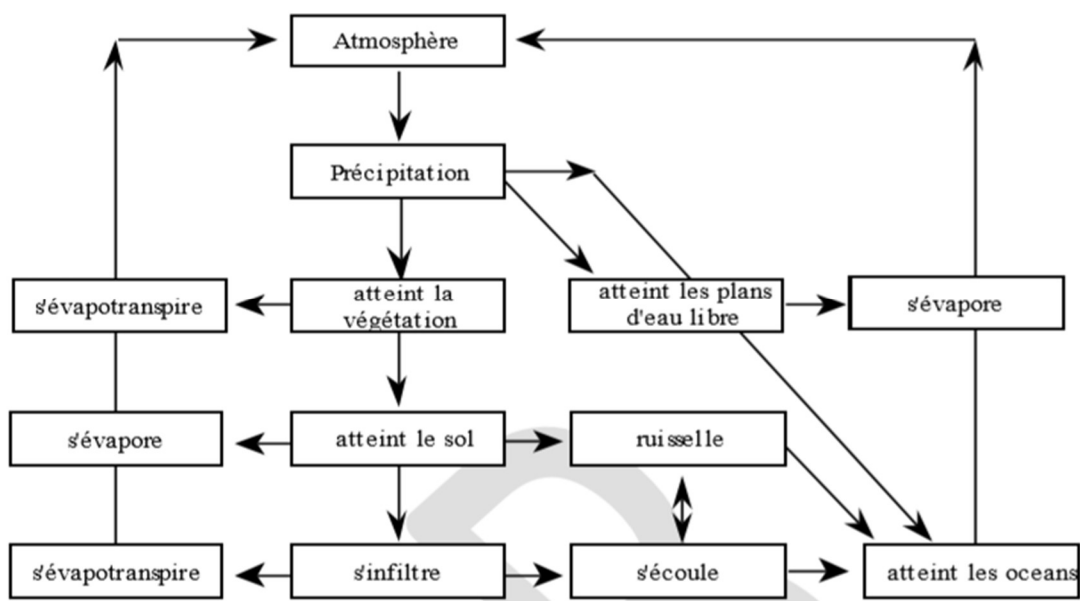 Atmosphère
Précipitation
s'évapotranspire
atteint la
végétation
atteint les plans
d'eau libre
s'évapore
s'évapore
atteint le sol
ruisselle
s'évapotranspire
s'infiltre
s'écoule
atteint les oceans